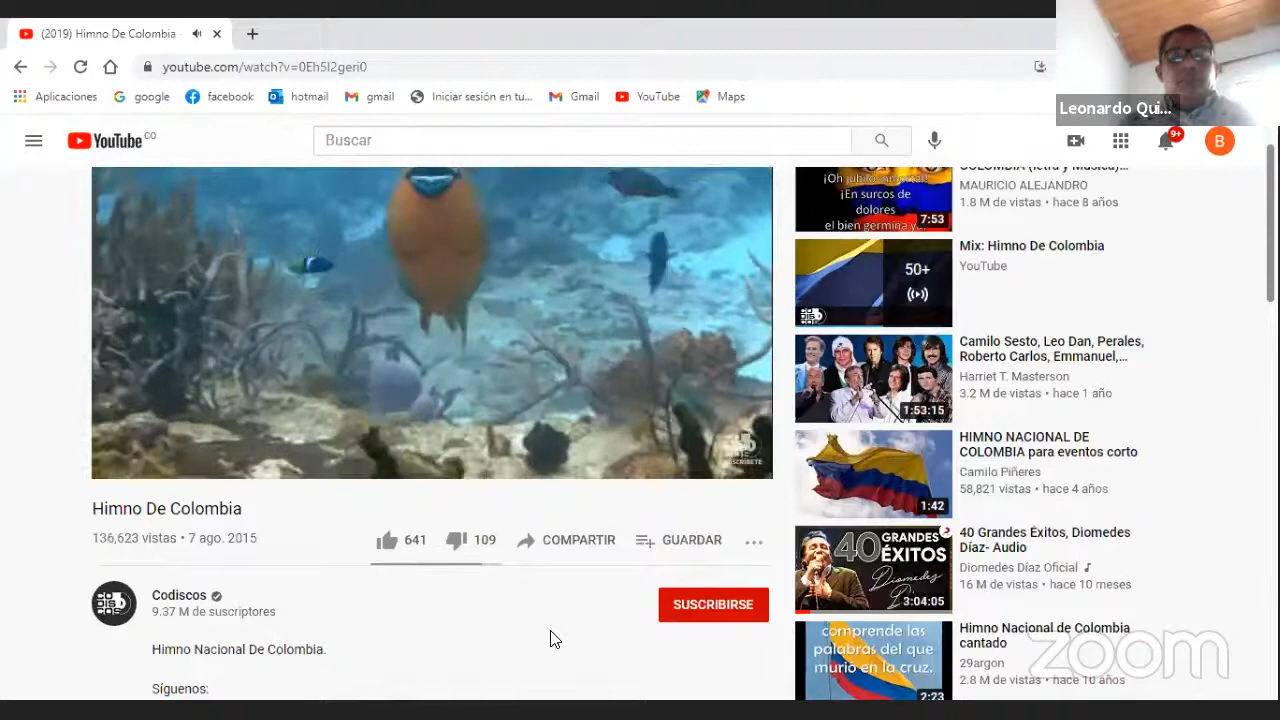 (2019) Himno De Colombia
youtube.com/watch?v=0Eh5I2geri0
Aplicaciones
google
facebook
hotmail
gmail
Iniciar sesión en tu...
Gmail
YouTube
Maps
Leonardo Qui...
YouTube CO
Buscar
9+
B
SUSCRÍBETE
Himno De Colombia
136,623 vistas • 7 ago. 2015
641
109
COMPARTIR
GUARDAR
CODISCOS
Codiscos
9.37 M de suscriptores
SUSCRIBIRSE
Himno Nacional De Colombia.
Síguenos:
¡Oh júbilo inmortal!
¡En surcos de
dolores
el bien germina ya
7:53
COLOMBIA (letra y Música)...
MAURICIO ALEJANDRO
1.8 M de vistas • hace 8 años
50+
Mix: Himno De Colombia
YouTube
1:53:15
Camilo Sesto, Leo Dan, Perales,
Roberto Carlos, Emmanuel,...
Harriet T. Masterson
3.2 M de vistas • hace 1 año
1:42
HIMNO NACIONAL DE
COLOMBIA para eventos corto
Camilo Piñeres
58,821 vistas • hace 4 años
40 GRANDES
ÉXITOS
Diomedes
3:04:05
40 Grandes Éxitos, Diomedes
Díaz- Audio
Diomedes Díaz Oficial
16 M de vistas • hace 10 meses
comprende las
palabras del que
murió en la cruz.
2:23
Himno Nacional de Colombia
cantado
29argon
2.8 M de vistas • hace 10 años
zoom